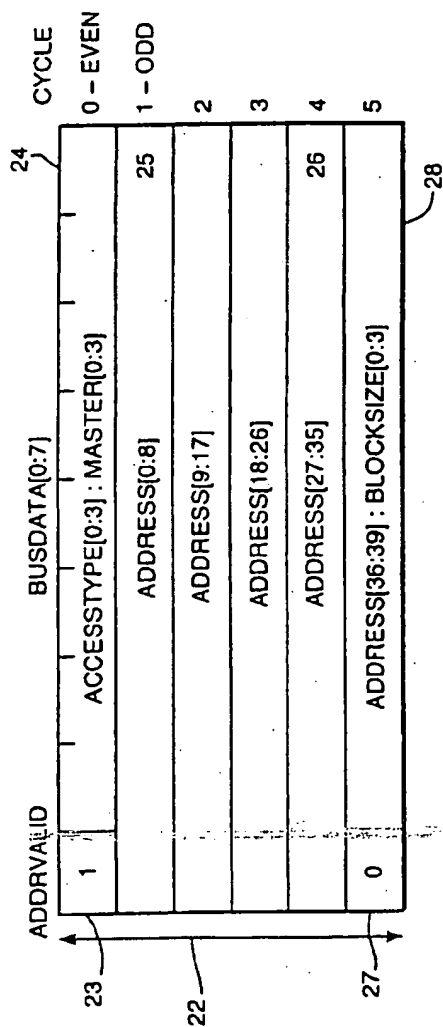 ADDRVALID BUSDATA[0:7] 24 CYCLE
23 1 ACCESSTYPE[0:3] : MASTER[0:3] 0 – EVEN
ADDRESS[0:8] 25 1 - ODD
22 ADDRESS[9:17] 2
ADDRESS[18:26] 3
ADDRESS[27:35] 26 4
27 0 ADDRESS[36:39] : BLOCKSIZE[0:3] 5
28